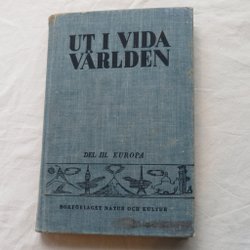 UT I VIDA
VÄRLDEN
DEL III. EUROPA
BOKFÖRLAGET NATUR OCH KULTUR